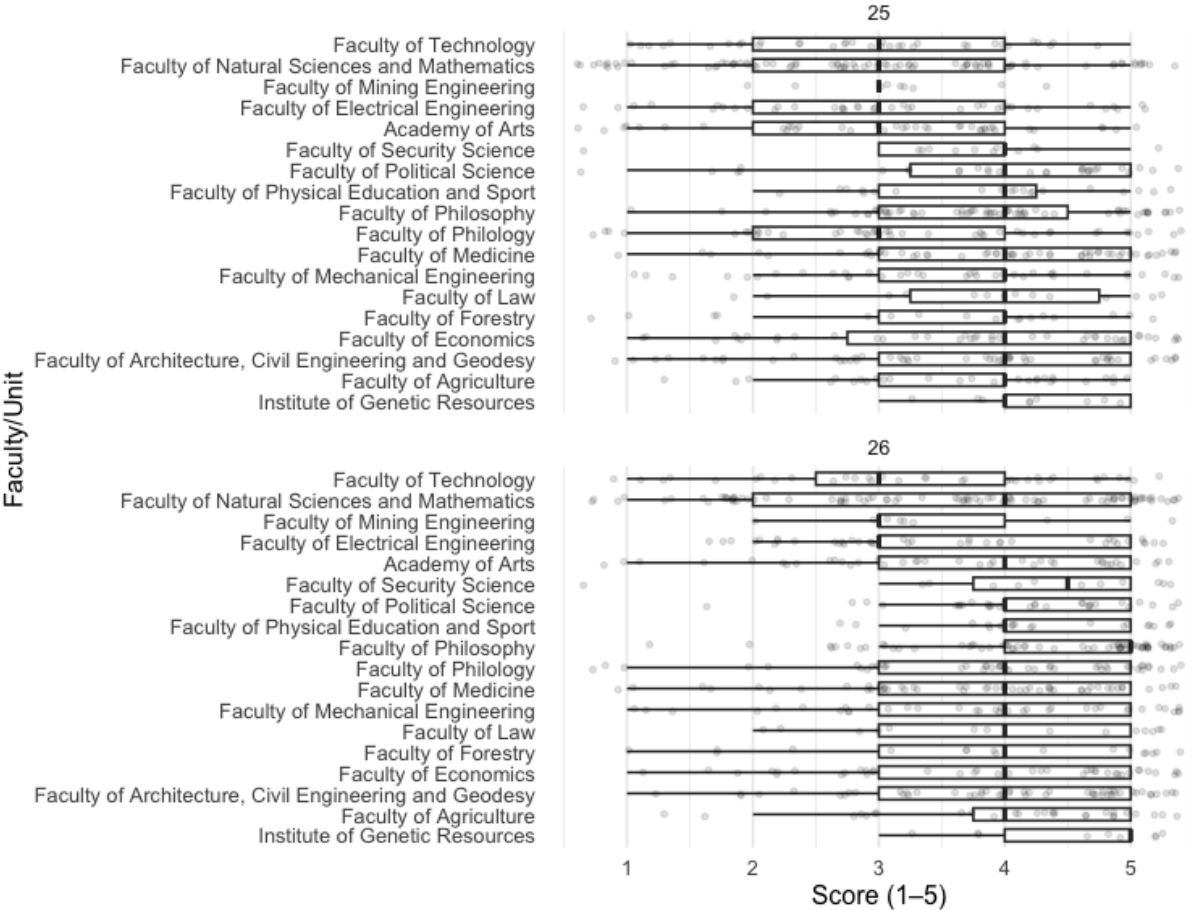 25
Faculty of Technology
Faculty of Natural Sciences and Mathematics
Faculty of Mining Engineering
Faculty of Electrical Engineering
Academy of Arts
Faculty of Security Science
Faculty of Political Science
Faculty of Physical Education and Sport
Faculty of Philosophy
Faculty of Philology
Faculty of Medicine
Faculty of Mechanical Engineering
Faculty of Law
Faculty of Forestry
Faculty of Economics
Faculty of Architecture, Civil Engineering and Geodesy
Faculty of Agriculture
Institute of Genetic Resources
Faculty/Unit
26
Faculty of Technology
Faculty of Natural Sciences and Mathematics
Faculty of Mining Engineering
Faculty of Electrical Engineering
Academy of Arts
Faculty of Security Science
Faculty of Political Science
Faculty of Physical Education and Sport
Faculty of Philosophy
Faculty of Philology
Faculty of Medicine
Faculty of Mechanical Engineering
Faculty of Law
Faculty of Forestry
Faculty of Economics
Faculty of Architecture, Civil Engineering and Geodesy
Faculty of Agriculture
Institute of Genetic Resources
1 2 3 4 5
Score (1–5)